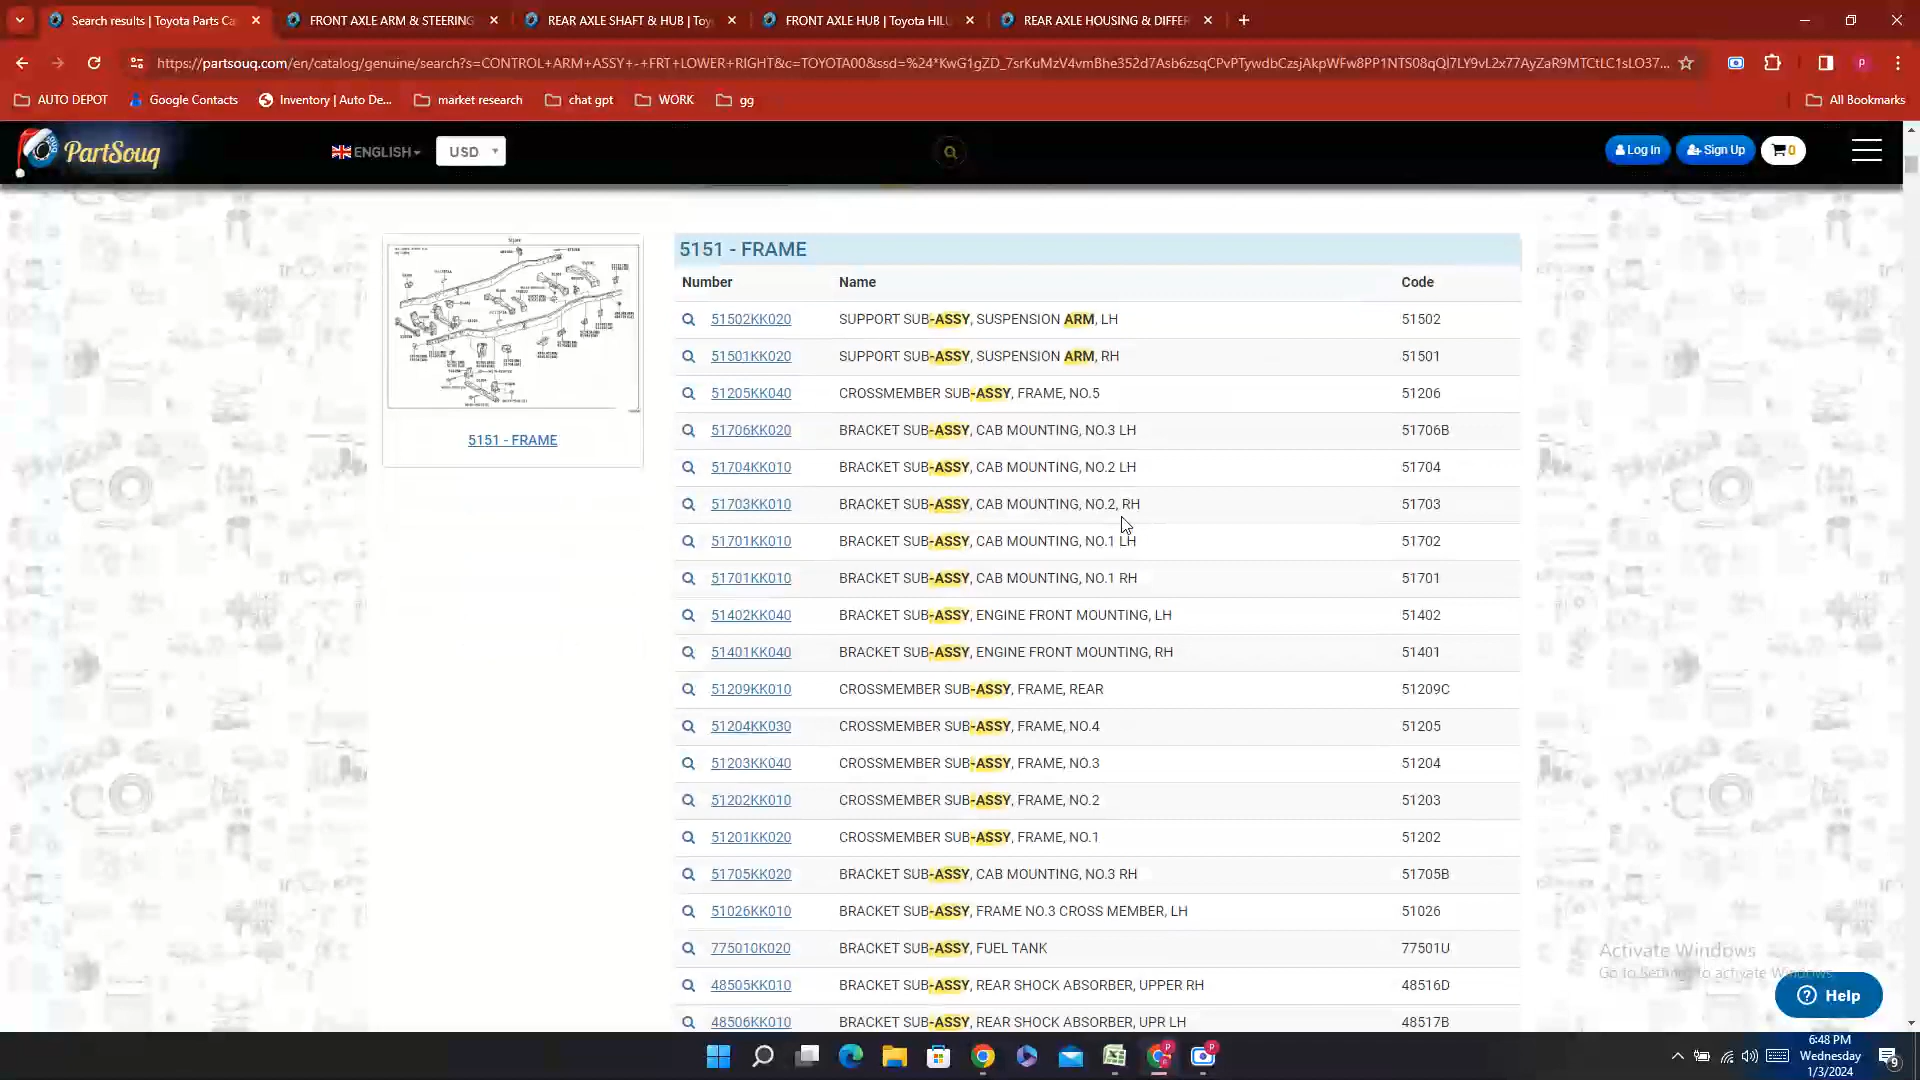 Search results | Toyota Parts Ca
FRONT AXLE ARM & STEERING
REAR AXLE SHAFT & HUB | Toy
FRONT AXLE HUB | Toyota HILU
REAR AXLE HOUSING & DIFFER
AUTO DEPOT
Google Contacts
Inventory | Auto De...
market research
chat gpt
WORK
gg
All Bookmarks
PartSouq
ENGLISH
USD
Log In
Sign Up
0
5151 - FRAME
5151 - FRAME
Number Name Code
51502KK020 SUPPORT SUB-ASSY, SUSPENSION ARM, LH 51502
51501KK020 SUPPORT SUB-ASSY, SUSPENSION ARM, RH 51501
51205KK040 CROSSMEMBER SUB-ASSY, FRAME, NO.5 51206
51706KK020 BRACKET SUB-ASSY, CAB MOUNTING, NO.3 LH 51706B
51704KK010 BRACKET SUB-ASSY, CAB MOUNTING, NO.2 LH 51704
51703KK010 BRACKET SUB-ASSY, CAB MOUNTING, NO.2, RH 51703
51701KK010 BRACKET SUB-ASSY, CAB MOUNTING, NO.1 LH 51702
51701KK010 BRACKET SUB-ASSY, CAB MOUNTING, NO.1 RH 51701
51402KK040 BRACKET SUB-ASSY, ENGINE FRONT MOUNTING, LH 51402
51401KK040 BRACKET SUB-ASSY, ENGINE FRONT MOUNTING, RH 51401
51209KK010 CROSSMEMBER SUB-ASSY, FRAME, REAR 51209C
51204KK030 CROSSMEMBER SUB-ASSY, FRAME, NO.4 51205
51203KK040 CROSSMEMBER SUB-ASSY, FRAME, NO.3 51204
51202KK010 CROSSMEMBER SUB-ASSY, FRAME, NO.2 51203
51201KK020 CROSSMEMBER SUB-ASSY, FRAME, NO.1 51202
51705KK020 BRACKET SUB-ASSY, CAB MOUNTING, NO.3 RH 51705B
51026KK010 BRACKET SUB-ASSY, FRAME NO.3 CROSS MEMBER, LH 51026
775010K020 BRACKET SUB-ASSY, FUEL TANK 77501U
48505KK010 BRACKET SUB-ASSY, REAR SHOCK ABSORBER, UPPER RH 48516D
48506KK010 BRACKET SUB-ASSY, REAR SHOCK ABSORBER, UPR LH 48517B
Activate Windows
Go to Settings to activate Windows.
Help
6:48 PM
Wednesday
1/3/2024
9